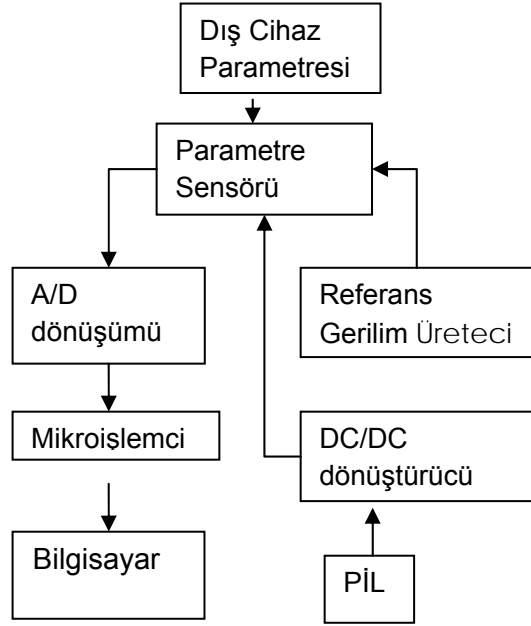 Dış Cihaz
Parametresi
Parametre
Sensörü
A/D
dönüşümü
Referans
Gerilim Üreteci
Mikroişlemci
DC/DC
dönüştürücü
Bilgisayar
PİL